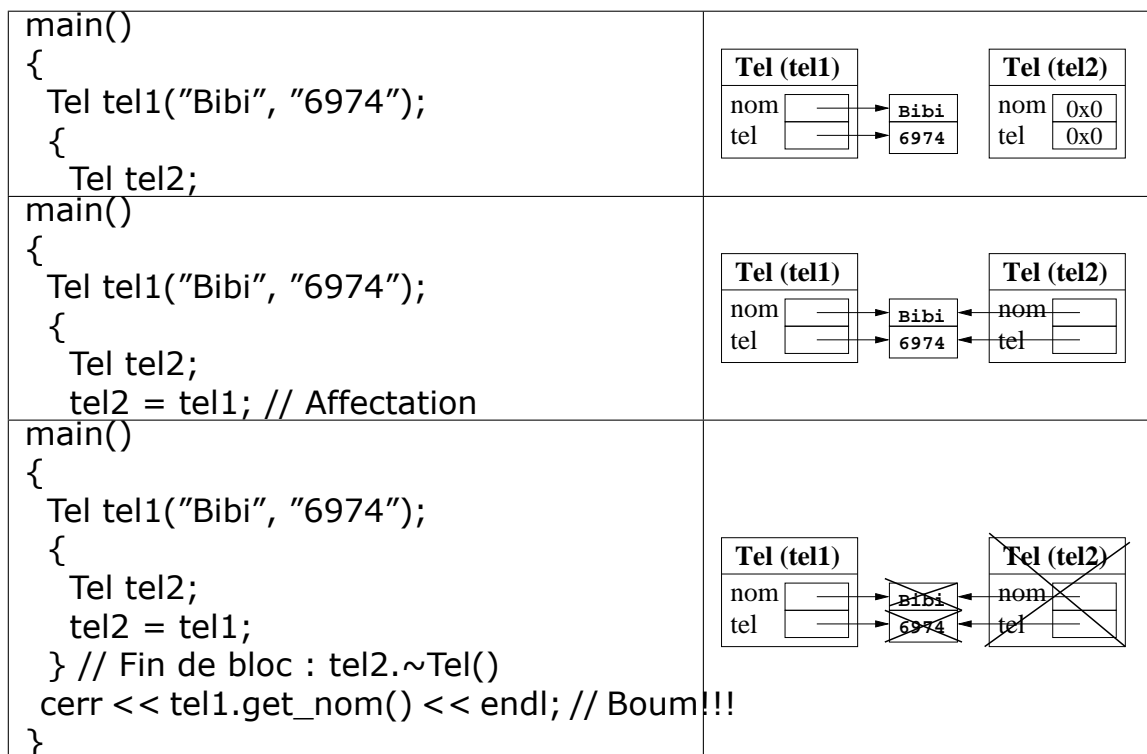 main()
{
Tel tel1(”Bibi”, ”6974”);
{
Tel tel2;
Tel (tel1)
nom
tel
Bibi
6974
Tel (tel2)
nom 0x0
tel 0x0
main()
{
Tel tel1(”Bibi”, ”6974”);
{
Tel tel2;
tel2 = tel1; // Affectation
Tel (tel1)
nom
tel
Bibi
6974
Tel (tel2)
nom
tel
main()
{
Tel tel1(”Bibi”, ”6974”);
{
Tel tel2;
tel2 = tel1;
} // Fin de bloc : tel2.~Tel()
cerr << tel1.get_nom() << endl; // Boum!!!
}
Tel (tel1)
nom
tel
Bibi
6974
Tel (tel2)
nom
tel